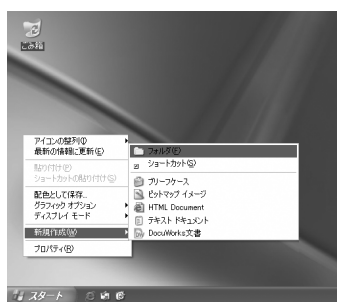 ごみ箱
アイコンの整列(I)
最新の情報に更新(E)
貼り付け(P)
ショートカットの貼り付け(S)
配色として保存...
グラフィック オプション
ディスプレイ モード
新規作成(W)
プロパティ(R)
フォルダ(F)
ショートカット(S)
ブリーフケース
ビットマップ イメージ
HTML Document
テキスト ドキュメント
DocuWorks文書
スタート